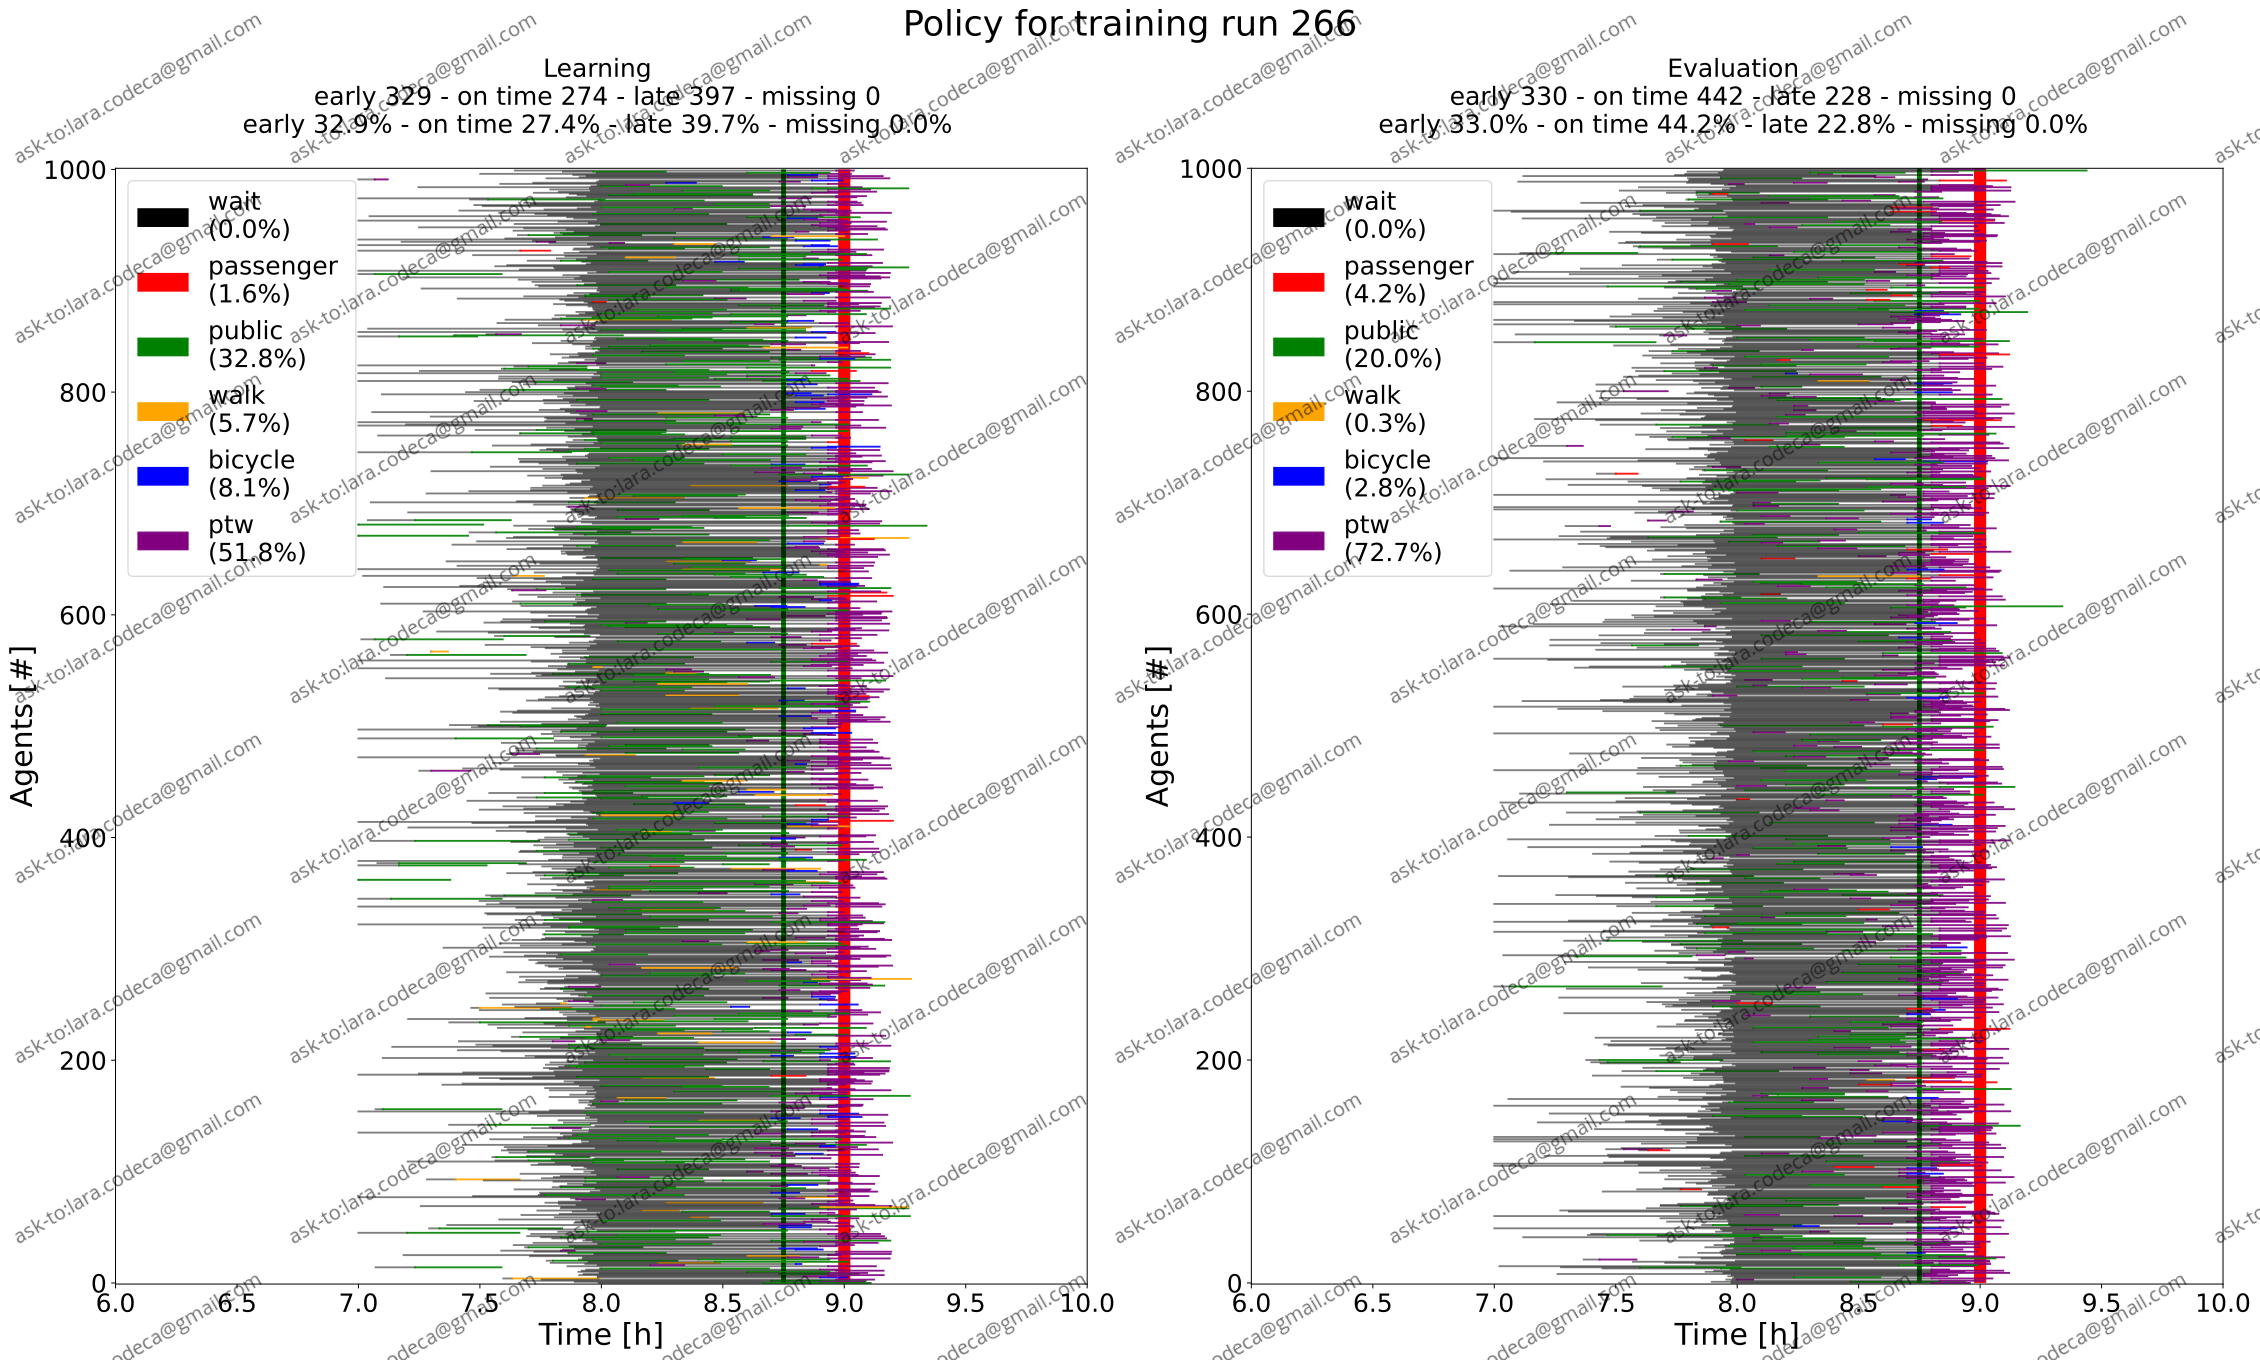 Policy for training run 266
Learning
early 329 - on time 274 - late 397 - missing 0
early 32.9% - on time 27.4% - late 39.7% - missing 0.0%
1000
800
600
400
200
0
Agents [#]
wait
(0.0%)
passenger
(1.6%)
public
(32.8%)
walk
(5.7%)
bicycle
(8.1%)
ptw
(51.8%)
6.0 6.5 7.0 7.5 8.0 8.5 9.0 9.5 10.0
Time [h]
Evaluation
early 330 - on time 442 - late 228 - missing 0
early 33.0% - on time 44.2% - late 22.8% - missing 0.0%
1000
800
600
400
200
0
Agents [#]
wait
(0.0%)
passenger
(4.2%)
public
(20.0%)
walk
(0.3%)
bicycle
(2.8%)
ptw
(72.7%)
6.0 6.5 7.0 7.5 8.0 8.5 9.0 9.5 10.0
Time [h]
ask-to:lara.codeca@gmail.com